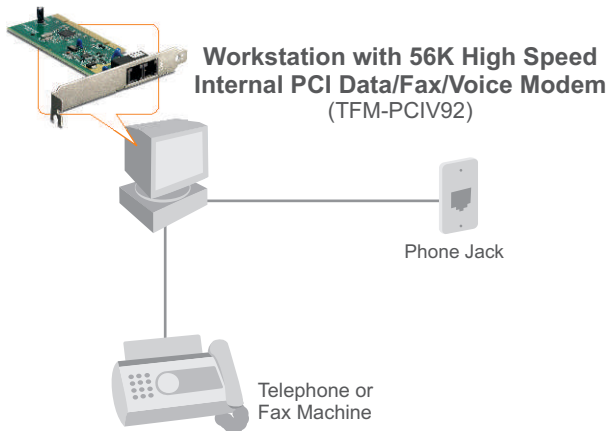 Workstation with 56K High Speed
Internal PCI Data/Fax/Voice Modem
(TFM-PCIV92)
Phone Jack
Telephone or
Fax Machine